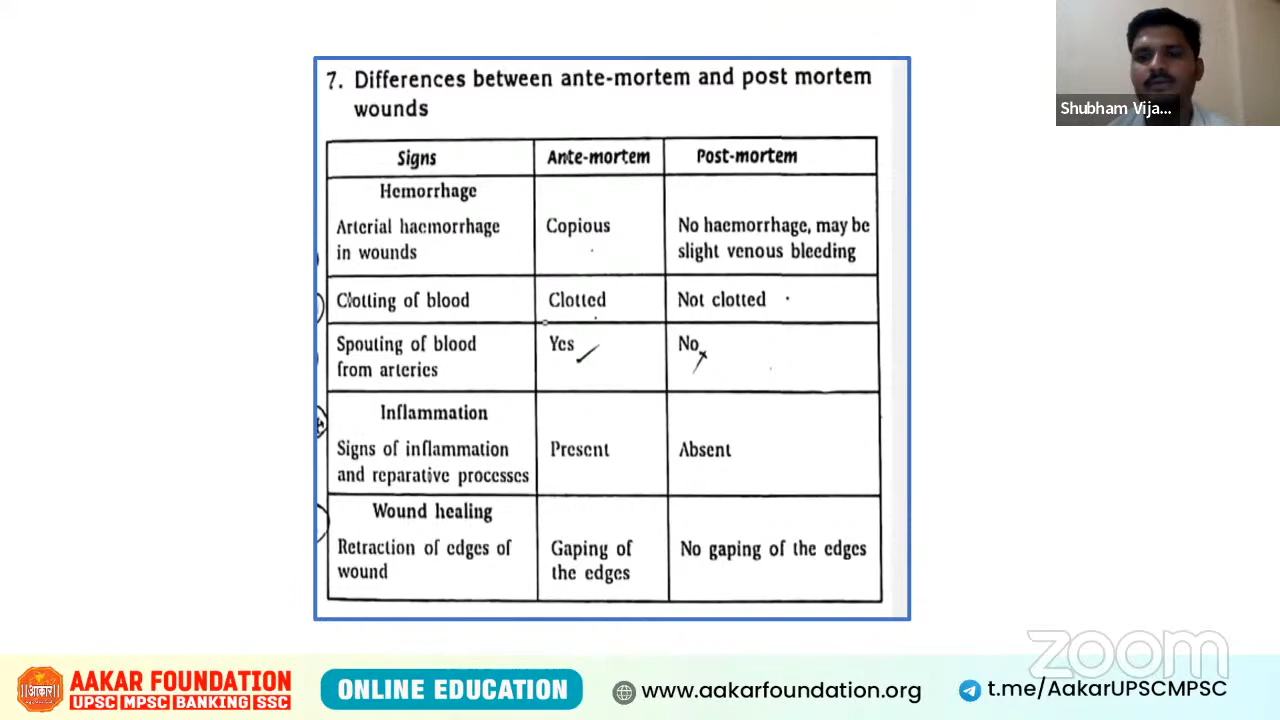 Shubham Vija...
7. Differences between ante-mortem and post mortem
wounds
Signs Ante-mortem Post-mortem
Hemorrhage
Arterial haemorrhage
in wounds
Copious
No haemorrhage, may be
slight venous bleeding
Clotting of blood Clotted Not clotted
Spouting of blood
from arteries
Yes No
Inflammation
Signs of inflammation
and reparative processes
Present Absent
Wound healing
Retraction of edges of
wound
Gaping of
the edges
No gaping of the edges
zoom
॥आकार॥
AAKAR FOUNDATION
UPSC MPSC BANKING SSC
ONLINE EDUCATION
www.aakarfoundation.org
t.me/AakarUPSCMPSC